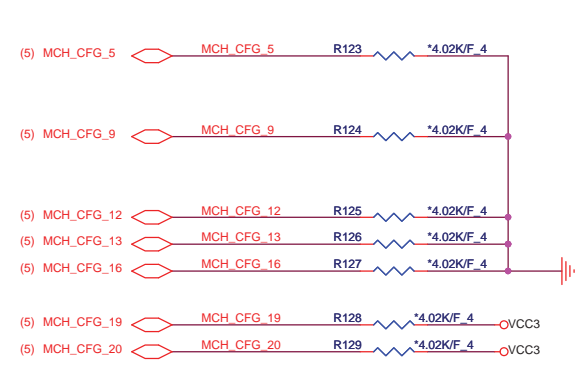 (5) MCH_CFG_5 MCH_CFG_5 R123 *4.02K/F_4
(5) MCH_CFG_9 MCH_CFG_9 R124 *4.02K/F_4
(5) MCH_CFG_12 MCH_CFG_12 R125 *4.02K/F_4
(5) MCH_CFG_13 MCH_CFG_13 R126 *4.02K/F_4
(5) MCH_CFG_16 MCH_CFG_16 R127 *4.02K/F_4
(5) MCH_CFG_19 MCH_CFG_19 R128 *4.02K/F_4 VCC3
(5) MCH_CFG_20 MCH_CFG_20 R129 *4.02K/F_4 VCC3